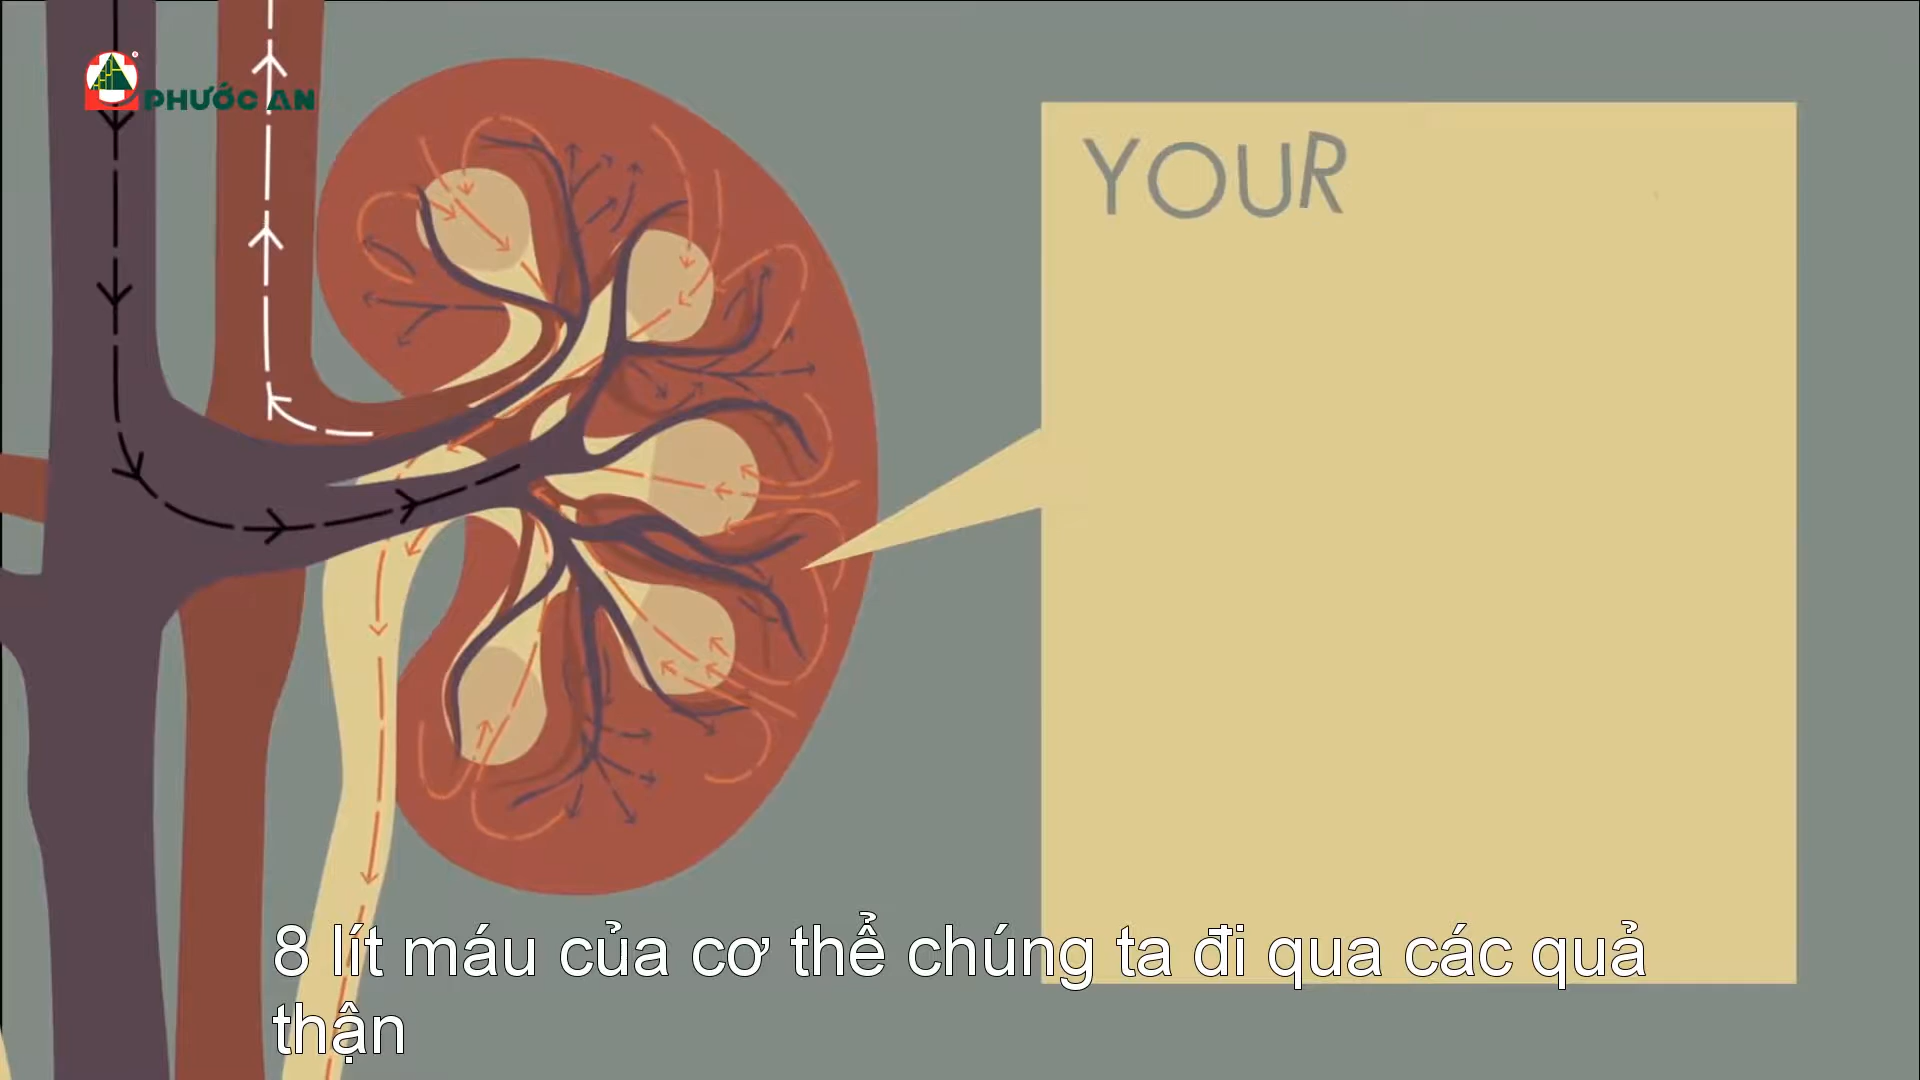 PHƯỚC AN
YOUR
8 lít máu của cơ thể chúng ta đi qua các quả
thận